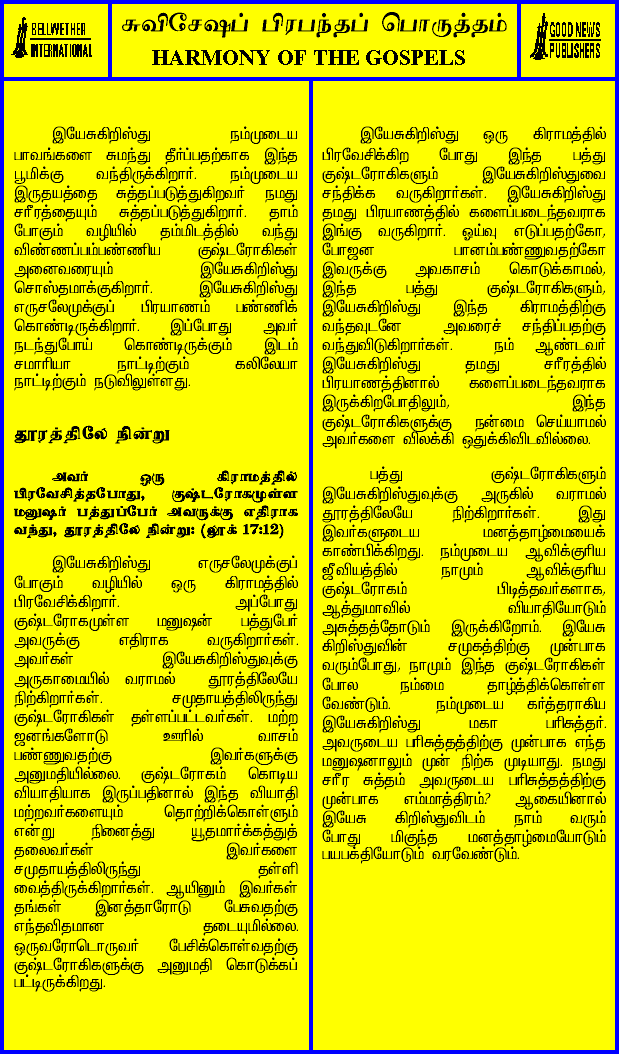 BELLWETHER
INTERNATIONAL
சுவிசேஷப் பிரபந்தப் பொருத்தம்
HARMONY OF THE GOSPELS
GOOD NEWS
PUBLISHERS
இயேசுகிறிஸ்து நம்முடைய
பாவங்களை சுமந்து தீர்ப்பதற்காக இந்த
பூமிக்கு வந்திருக்கிறார். நம்முடைய
இருதயத்தை சுத்தப்படுத்துகிறவர் நமது
சரீரத்தையும் சுத்தப்படுத்துகிறார். தாம்
போகும் வழியில் தம்மிடத்தில் வந்து
விண்ணப்பம்பண்ணிய குஷ்டரோகிகள்
அனைவரையும் இயேசுகிறிஸ்து
சொஸ்தமாக்குகிறார். இயேசுகிறிஸ்து
எருசலேமுக்குப் பிரயாணம் பண்ணிக்
கொண்டிருக்கிறார். இப்போது அவர்
நடந்துபோய் கொண்டிருக்கும் இடம்
சமாரியா நாட்டிற்கும் கலிலேயா
நாட்டிற்கும் நடுவிலுள்ளது.
தூரத்திலே நின்று
அவர் ஒரு கிராமத்தில்
பிரவேசித்தபோது, குஷ்டரோகமுள்ள
மனுஷர் பத்துப்பேர் அவருக்கு எதிராக
வந்து, தூரத்திலே நின்று: (லூக் 17:12)
இயேசுகிறிஸ்து எருசலேமுக்குப்
போகும் வழியில் ஒரு கிராமத்தில்
பிரவேசிக்கிறார். அப்போது
குஷ்டரோகமுள்ள மனுஷன் பத்துபேர்
அவருக்கு எதிராக வருகிறார்கள்.
அவர்கள் இயேசுகிறிஸ்துவுக்கு
அருகாமையில் வராமல் தூரத்திலேயே
நிற்கிறார்கள். சமுதாயத்திலிருந்து
குஷ்டரோகிகள் தள்ளப்பட்டவர்கள். மற்ற
ஜனங்களோடு ஊரில் வாசம்
பண்ணுவதற்கு இவர்களுக்கு
அனுமதியில்லை. குஷ்டரோகம் கொடிய
வியாதியாக இருப்பதினால் இந்த வியாதி
மற்றவர்களையும் தொற்றிக்கொள்ளும்
என்று நினைத்து யூதமார்க்கத்துத்
தலைவர்கள் இவர்களை
சமுதாயத்திலிருந்து தள்ளி
வைத்திருக்கிறார்கள். ஆயினும் இவர்கள்
தங்கள் இனத்தாரோடு பேசுவதற்கு
எந்தவிதமான தடையுமில்லை.
ஒருவரோடொருவர் பேசிக்கொள்வதற்கு
குஷ்டரோகிகளுக்கு அனுமதி கொடுக்கப்
பட்டிருக்கிறது.
இயேசுகிறிஸ்து ஒரு கிராமத்தில்
பிரவேசிக்கிற போது இந்த பத்து
குஷ்டரோகிகளும் இயேசுகிறிஸ்துவை
சந்திக்க வருகிறார்கள். இயேசுகிறிஸ்து
தமது பிரயாணத்தில் களைப்படைந்தவராக
இங்கு வருகிறார். ஓய்வு எடுப்பதற்கோ,
போஜன பானம்பண்ணுவதற்கோ
இவருக்கு அவகாசம் கொடுக்காமல்,
இந்த பத்து குஷ்டரோகிகளும்,
இயேசுகிறிஸ்து இந்த கிராமத்திற்கு
வந்தவுடனே அவரைச் சந்திப்பதற்கு
வந்துவிடுகிறார்கள். நம் ஆண்டவர்
இயேசுகிறிஸ்து தமது சரீரத்தில்
பிரயாணத்தினால் களைப்படைந்தவராக
இருக்கிறபோதிலும், இந்த
குஷ்டரோகிகளுக்கு நன்மை செய்யாமல்
அவர்களை விலக்கி ஒதுக்கிவிடவில்லை.
பத்து குஷ்டரோகிகளும்
இயேசுகிறிஸ்துவுக்கு அருகில் வராமல்
தூரத்திலேயே நிற்கிறார்கள். இது
இவர்களுடைய மனத்தாழ்மையைக்
காண்பிக்கிறது. நம்முடைய ஆவிக்குரிய
ஜீவியத்தில் நாமும் ஆவிக்குரிய
குஷ்டரோகம் பிடித்தவர்களாக,
ஆத்துமாவில் வியாதியோடும்
அசுத்தத்தோடும் இருக்கிறோம். இயேசு
கிறிஸ்துவின் சமுகத்திற்கு முன்பாக
வரும்போது, நாமும் இந்த குஷ்டரோகிகள்
போல நம்மை தாழ்த்திக்கொள்ள
வேண்டும். நம்முடைய கர்த்தராகிய
இயேசுகிறிஸ்து மகா பரிசுத்தர்.
அவருடைய பரிசுத்தத்திற்கு முன்பாக எந்த
மனுஷனாலும் முன் நிற்க முடியாது. நமது
சரீர சுத்தம் அவருடைய பரிசுத்தத்திற்கு
முன்பாக எம்மாத்திரம்? ஆகையினால்
இயேசு கிறிஸ்துவிடம் நாம் வரும்
போது மிகுந்த மனத்தாழ்மையோடும்
பயபக்தியோடும் வரவேண்டும்.